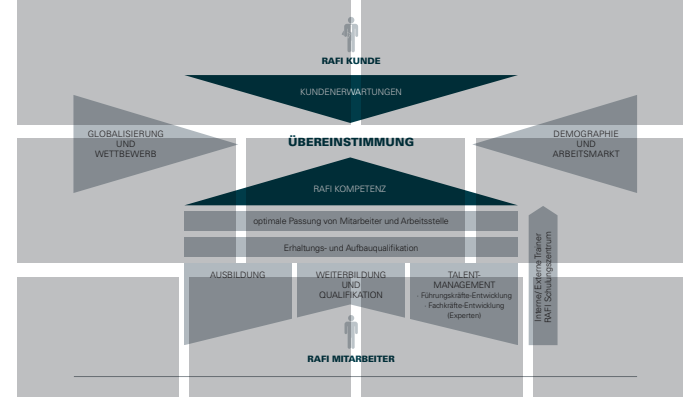 RAFI KUNDE
KUNDENERWARTUNGEN
GLOBALISIERUNG
UND
WETTBEWERB
DEMOGRAPHIE
UND
ARBEITSMARKT
ÜBEREINSTIMMUNG
RAFI KOMPETENZ
optimale Passung von Mitarbeiter und Arbeitsstelle
Erhaltungs- und Aufbauqualifikation
AUSBILDUNG
WEITERBILDUNG
UND
QUALIFIKATION
TALENT-
MANAGEMENT
- Führungskräfte-Entwicklung
- Fachkräfte-Entwicklung
(Experten)
Interne/ Externe Trainer
RAFI Schulungszentrum
RAFI MITARBEITER